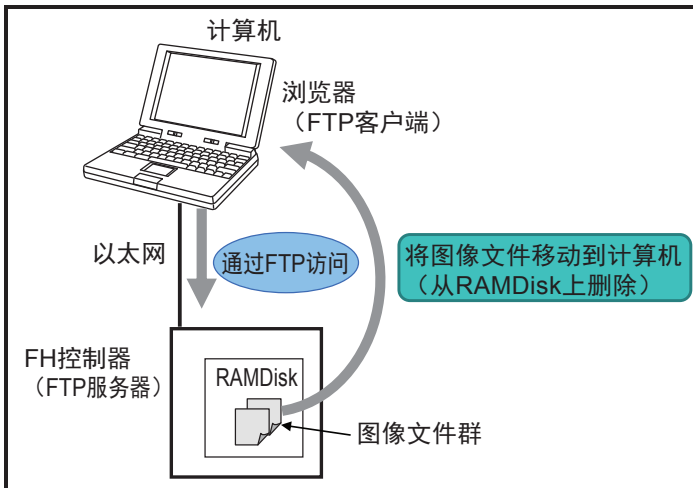 计算机
浏览器
（FTP客户端）
以太网
通过FTP访问
将图像文件移动到计算机
（从RAMDisk上删除）
FH控制器
（FTP服务器）
RAMDisk
图像文件群